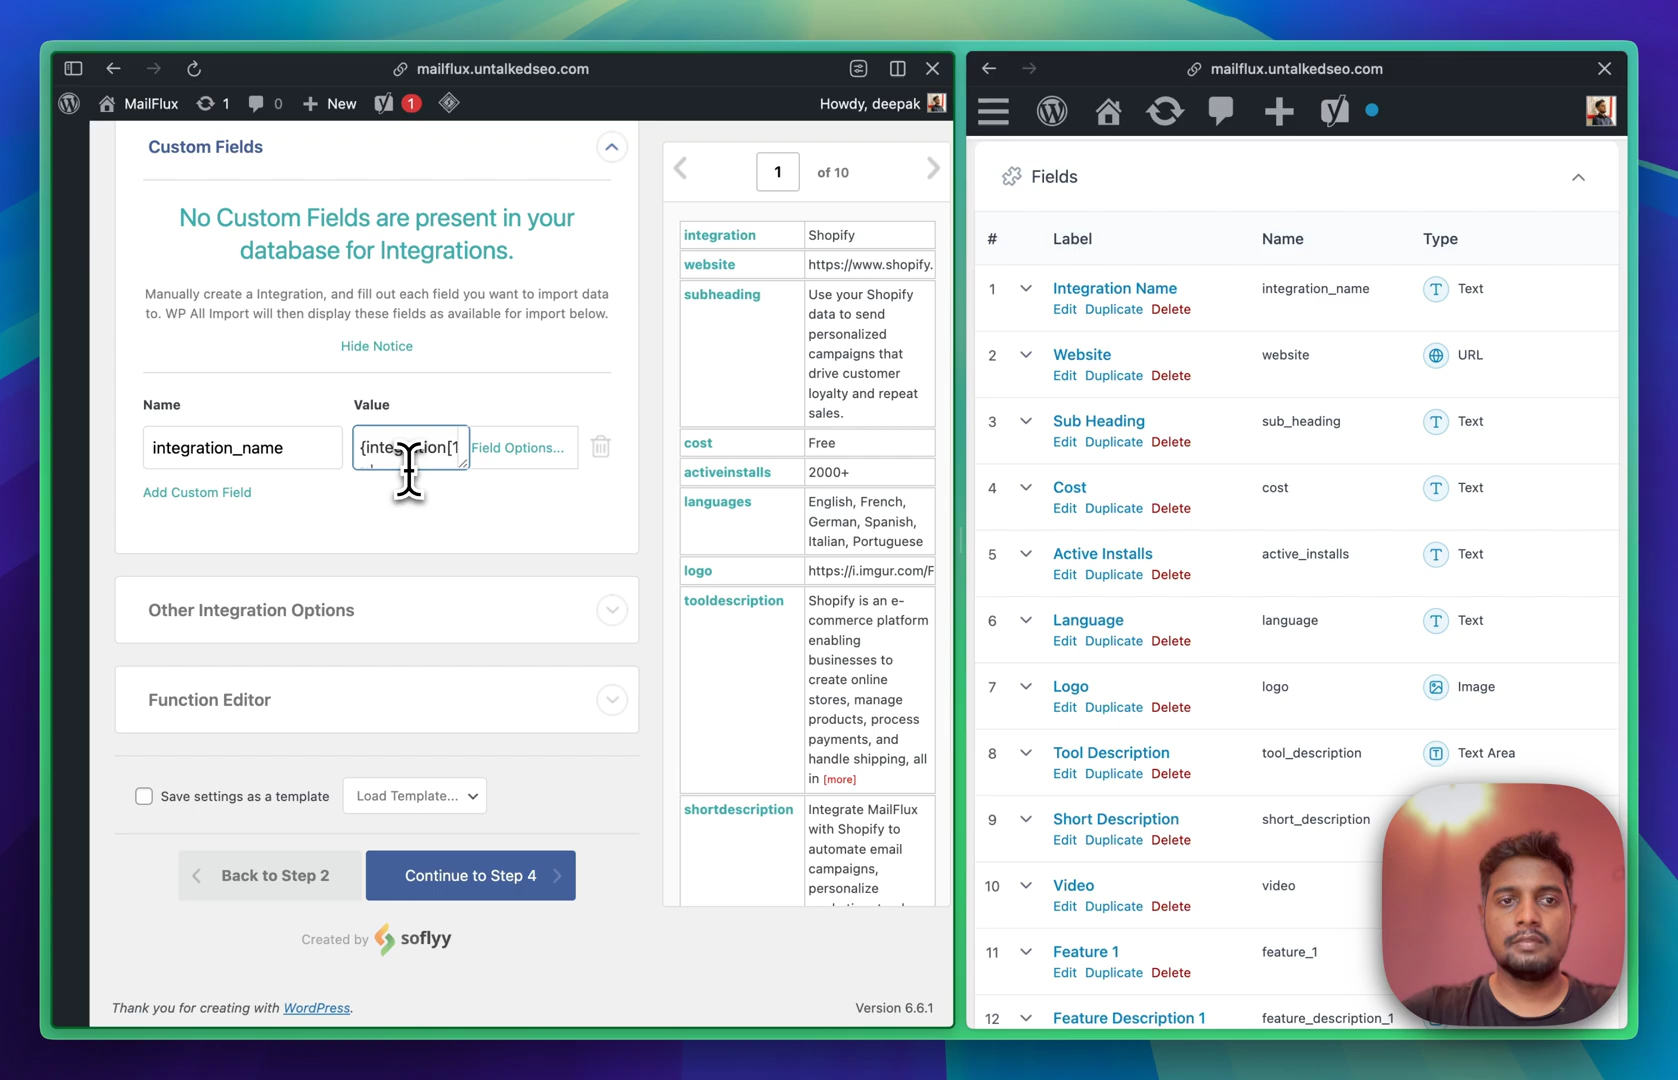 mailflux.untalkedseo.com
MailFlux 1 0 New 1 Howdy, deepak
Custom Fields
No Custom Fields are present in your
database for Integrations.
Manually create a Integration, and fill out each field you want to import data
to. WP All Import will then display these fields as available for import below.
Hide Notice
Name Value
integration_name {integration[1 Field Options...
Add Custom Field
Other Integration Options
Function Editor
Save settings as a template Load Template...
Back to Step 2 Continue to Step 4
Created by soflyy
Thank you for creating with WordPress. Version 6.6.1
1 of 10
integration Shopify
website https://www.shopify.
subheading Use your Shopify
data to send
personalized
campaigns that
drive customer
loyalty and repeat
sales.
cost Free
activeinstalls 2000+
languages English, French,
German, Spanish,
Italian, Portuguese
logo https://i.imgur.com/F
tooldescription Shopify is an e-
commerce platform
enabling
businesses to
create online
stores, manage
products, process
payments, and
handle shipping, all
in [more]
shortdescription Integrate MailFlux
with Shopify to
automate email
campaigns,
personalize
mailflux.untalkedseo.com
Fields
# Label Name Type
1 Integration Name integration_name Text
Edit Duplicate Delete
2 Website website URL
Edit Duplicate Delete
3 Sub Heading sub_heading Text
Edit Duplicate Delete
4 Cost cost Text
Edit Duplicate Delete
5 Active Installs active_installs Text
Edit Duplicate Delete
6 Language language Text
Edit Duplicate Delete
7 Logo logo Image
Edit Duplicate Delete
8 Tool Description tool_description Text Area
Edit Duplicate Delete
9 Short Description short_description
Edit Duplicate Delete
10 Video video
Edit Duplicate Delete
11 Feature 1 feature_1
Edit Duplicate Delete
12 Feature Description 1 feature_description_1